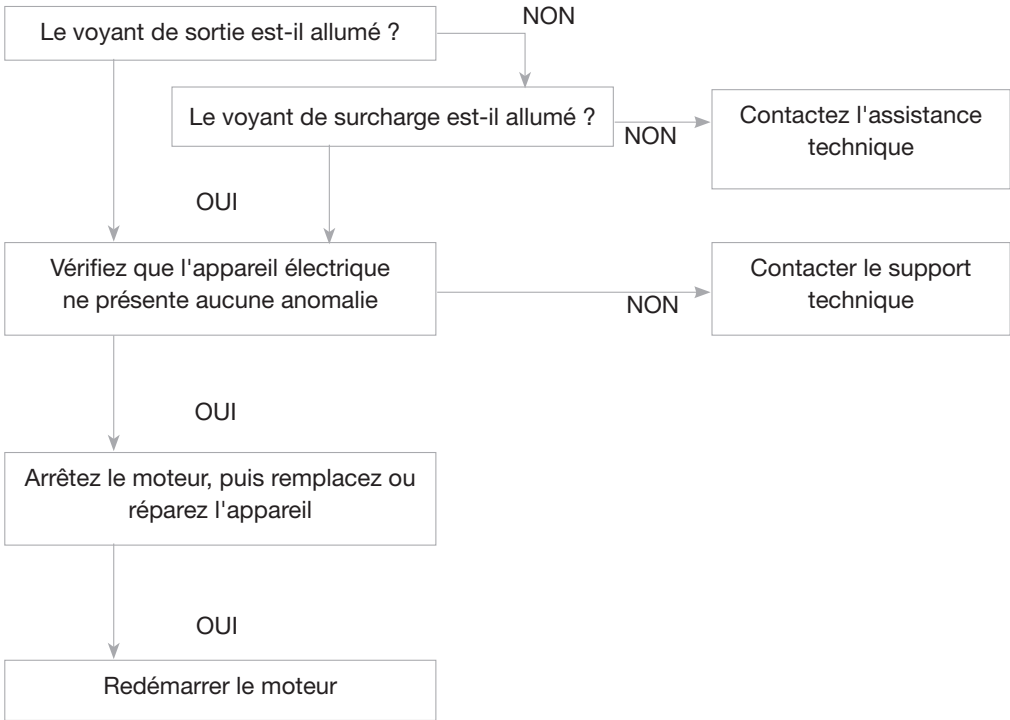 Le voyant de sortie est-il allumé ?
NON
Le voyant de surcharge est-il allumé ?
NON
Contactez l'assistance
technique
OUI
Vérifiez que l'appareil électrique
ne présente aucune anomalie
NON
Contacter le support
technique
OUI
Arrêtez le moteur, puis remplacez ou
réparez l'appareil
OUI
Redémarrer le moteur